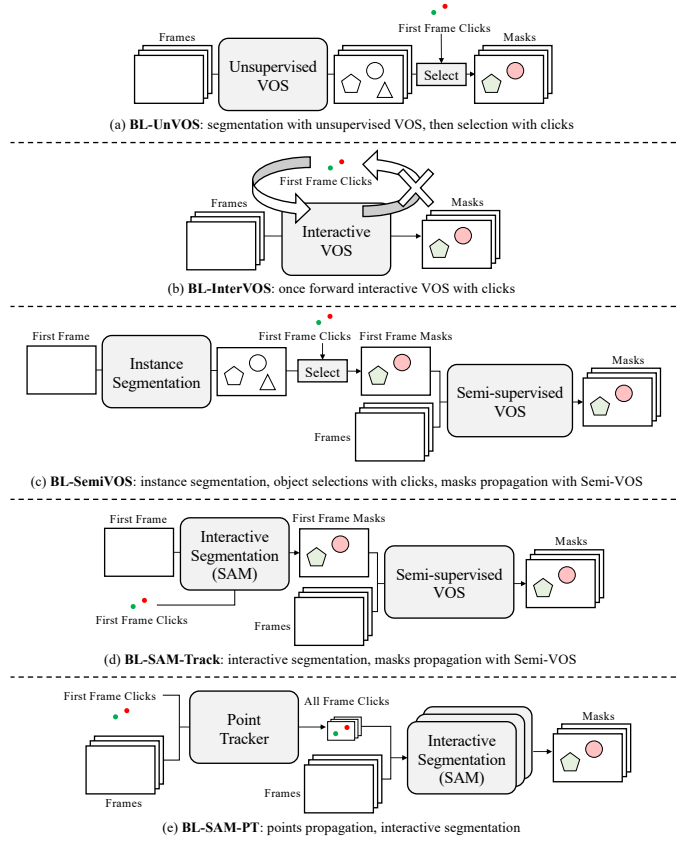 First Frame Clicks
Frames
Masks
Unsupervised
VOS
Select
(a) BL-UnVOS: segmentation with unsupervised VOS, then selection with clicks
First Frame Clicks
Frames
Masks
Interactive
VOS
(b) BL-InterVOS: once forward interactive VOS with clicks
First Frame
First Frame Clicks
First Frame Masks
Instance
Segmentation
Select
Masks
Semi-supervised
VOS
Frames
(c) BL-SemiVOS: instance segmentation, object selections with clicks, masks propagation with Semi-VOS
First Frame
Interactive
Segmentation
(SAM)
First Frame Masks
Masks
Semi-supervised
VOS
First Frame Clicks
Frames
(d) BL-SAM-Track: interactive segmentation, masks propagation with Semi-VOS
First Frame Clicks
Point
Tracker
All Frame Clicks
Masks
Interactive
Segmentation
(SAM)
Frames
Frames
(e) BL-SAM-PT: points propagation, interactive segmentation